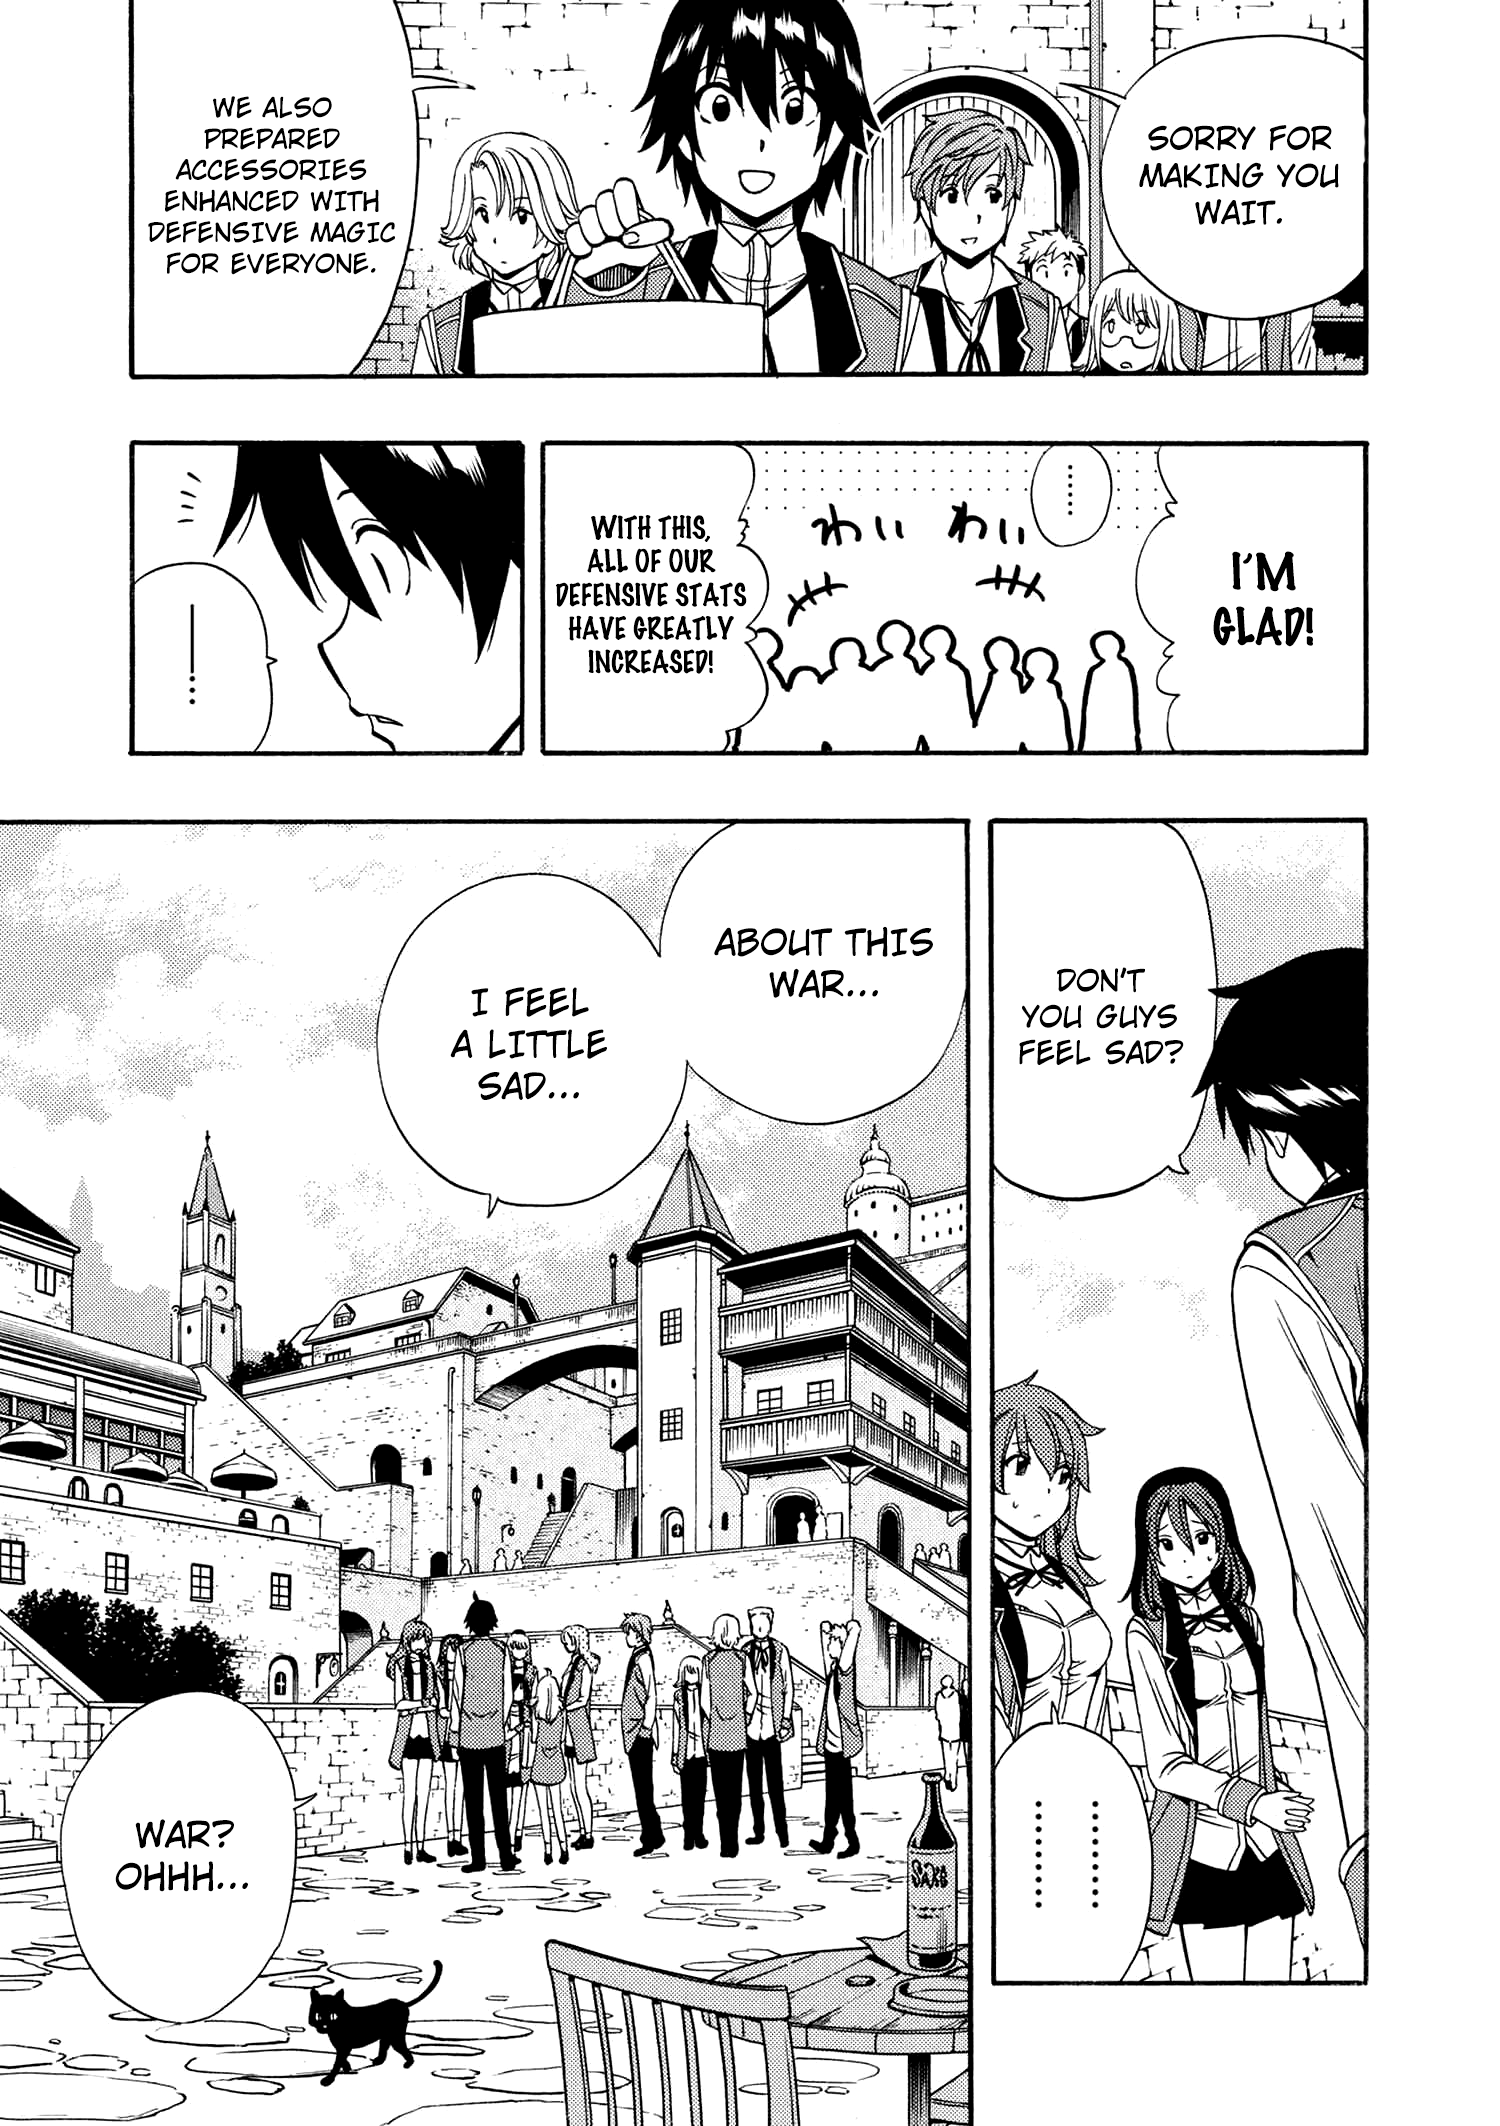 SORRY FOR
MAKING YOU
WAIT.
WE ALSO
PREPARED
ACCESSORIES
ENHANCED WITH
DEFENSIVE MAGIC
FOR EVERYONE.
I'M
GLAD!
......
わい わい
WITH THIS,
ALL OF OUR
DEFENSIVE STATS
HAVE GREATLY
INCREASED!
DON'T
YOU GUYS
FEEL SAD?
ABOUT THIS
WAR...
I FEEL
A LITTLE
SAD...
WAR?
OHHH...
SAKE